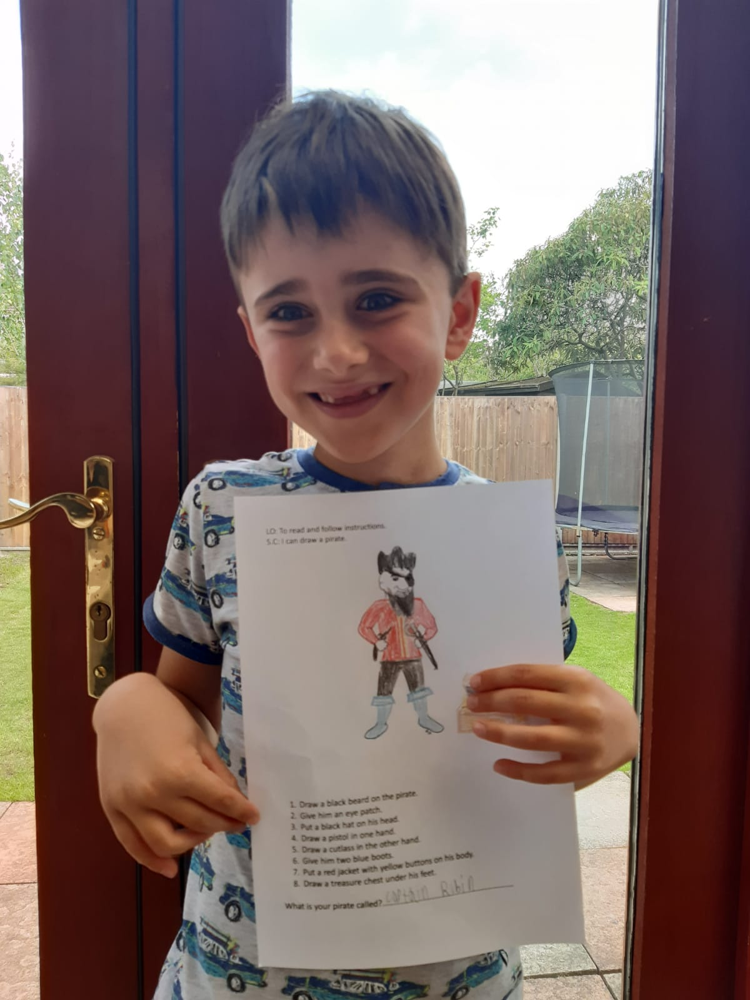 LO: To read and follow instructions.
S.C: I can draw a pirate.
1. Draw a black beard on the pirate.
2. Give him an eye patch.
3. Put a black hat on his head.
4. Draw a pistol in one hand.
5. Draw a cutlass in the other hand.
6. Give him two blue boots.
7. Put a red jacket with yellow buttons on his body.
8. Draw a treasure chest under his feet.
What is your pirate called? captain Ribin